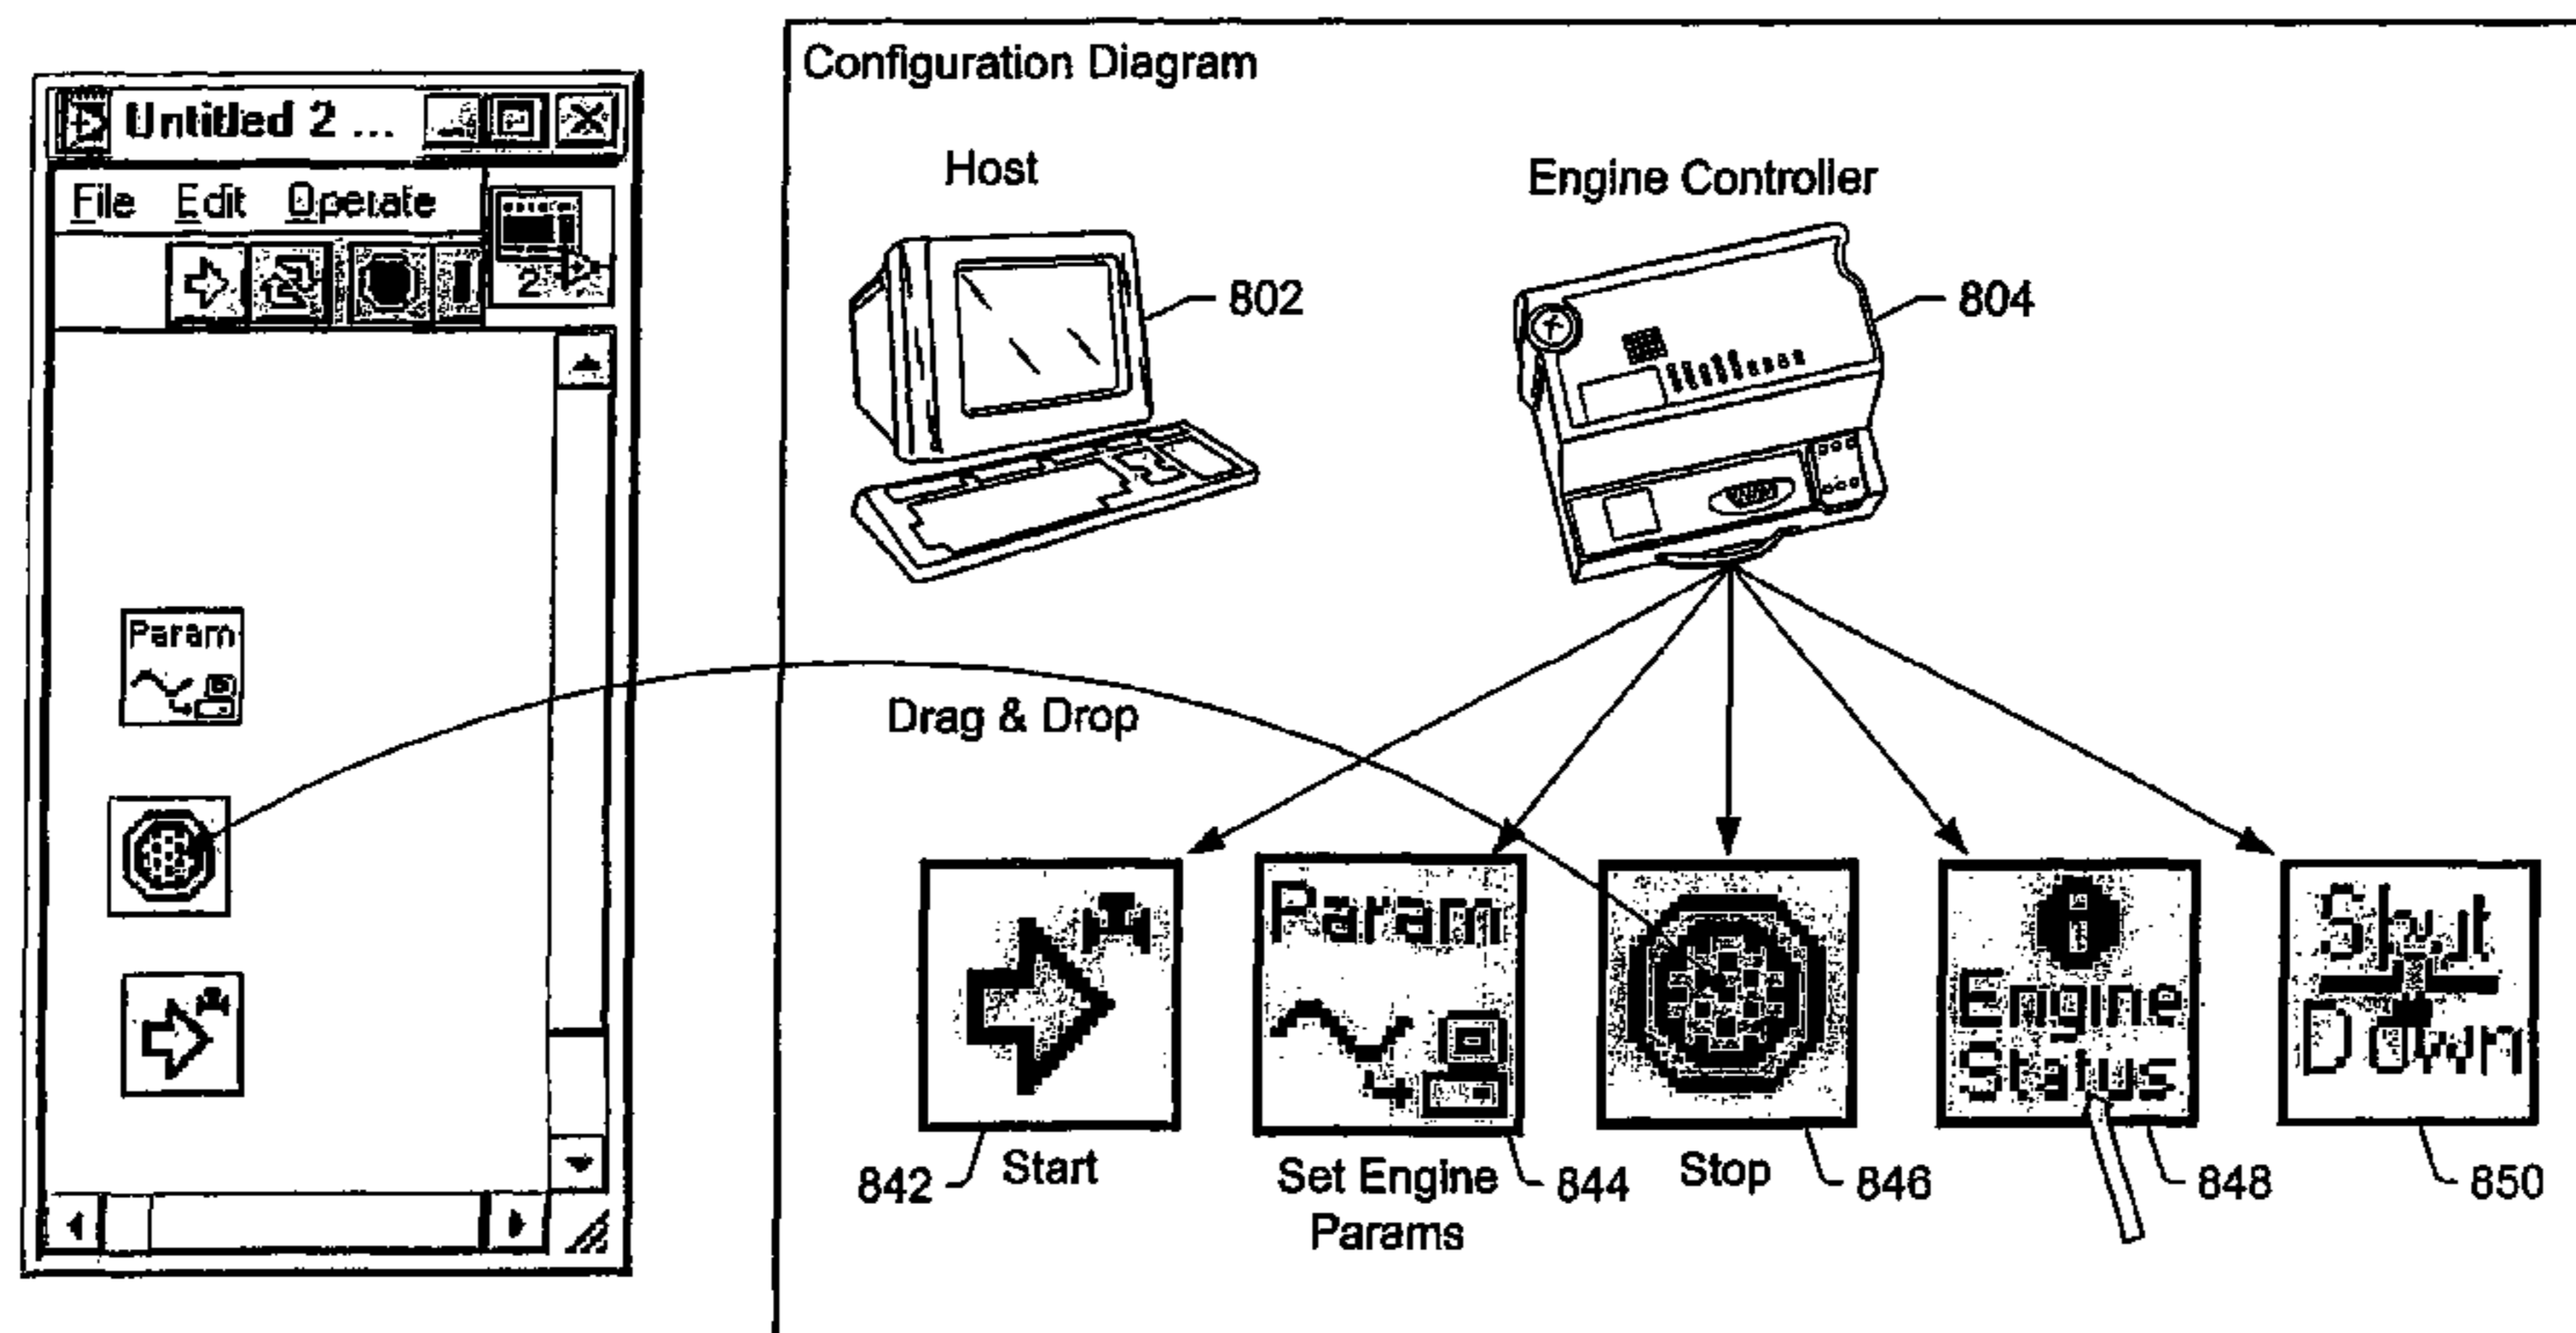 Untitled 2 ...
File Edit Operate
2
Param
Configuration Diagram
Host
Engine Controller
802
804
Drag & Drop
Param
Engine
Status
Shut
Down
842
Start
Set Engine
Params
844
Stop
846
848
850